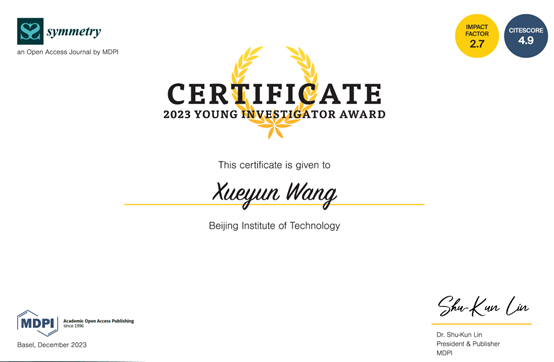 symmetry
an Open Access Journal by MDPI
IMPACT
FACTOR
2.7
CITESCORE
4.9
CERTIFICATE
2023 YOUNG INVESTIGATOR AWARD
This certificate is given to
Xueyun Wang
Beijing Institute of Technology
MDPI
Academic Open Access Publishing
since 1996
Basel, December 2023
Shu-Kun Lin
Dr. Shu-Kun Lin
President & Publisher
MDPI